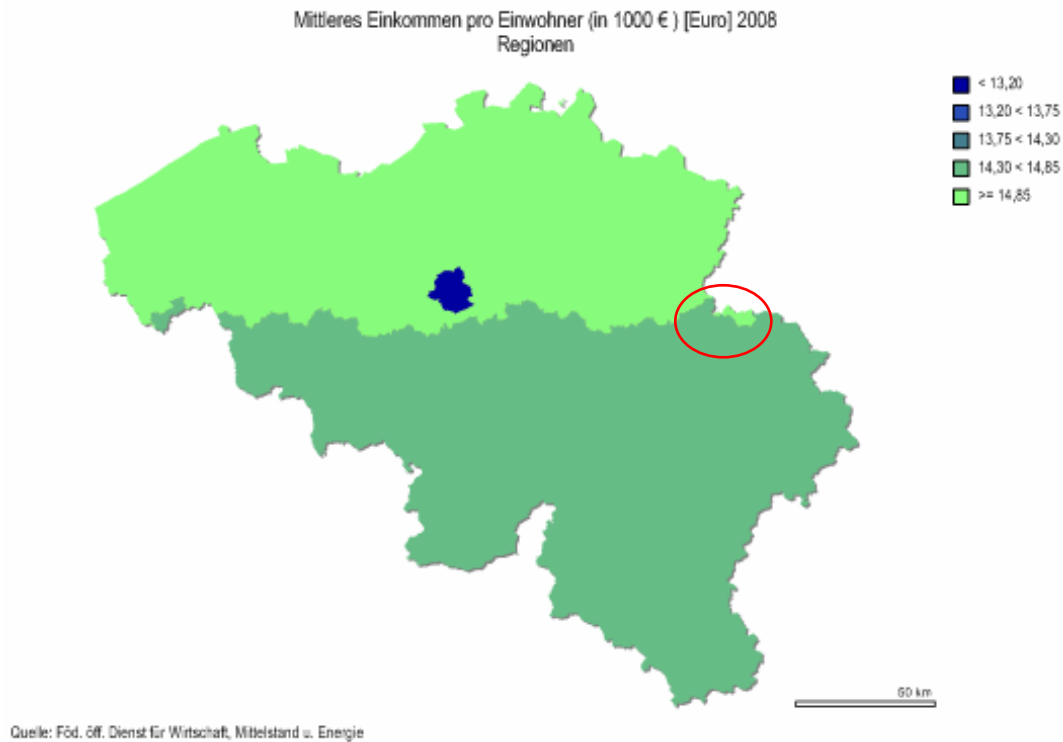 Mittleres Einkommen pro Einwohner (in 1000 € ) [Euro] 2008
Regionen
< 13,20
13,20 < 13,75
13,75 < 14,30
14,30 < 14,85
>= 14,85
50 km
Quelle: Föd. öff. Dienst für Wirtschaft, Mittelstand u. Energie